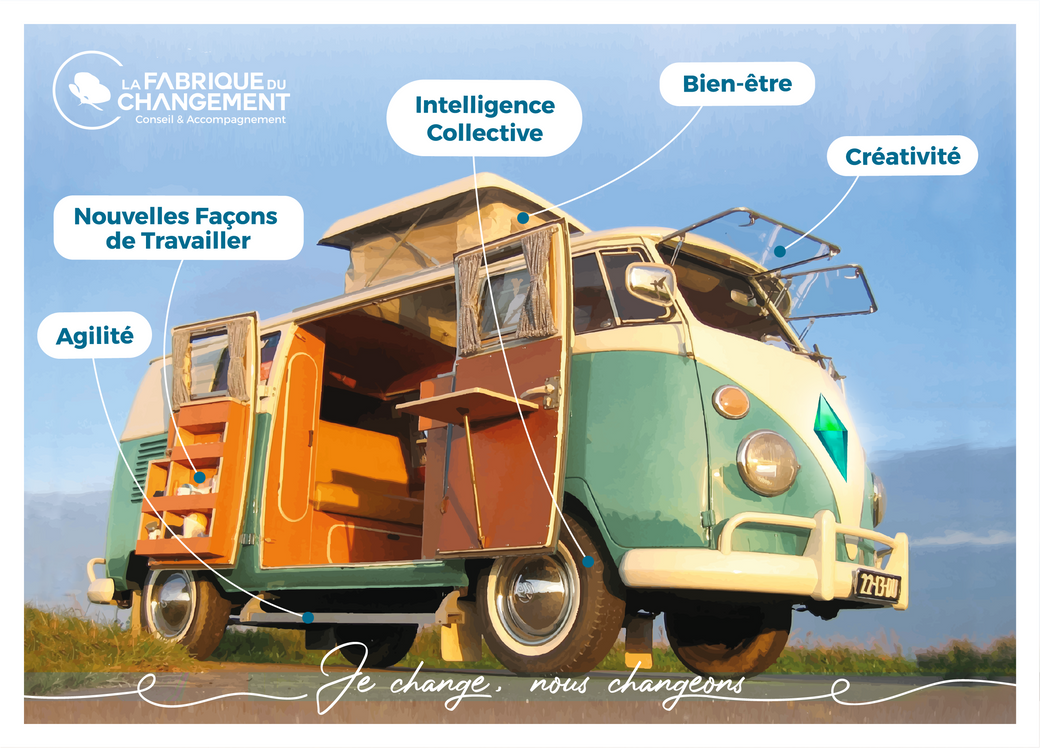 LA FABRIQUE DU
CHANGEMENT
Conseil & Accompagnement
Intelligence
Collective
Bien-être
Créativité
Nouvelles Façons
de Travailler
Agilité
Je change, nous changeons